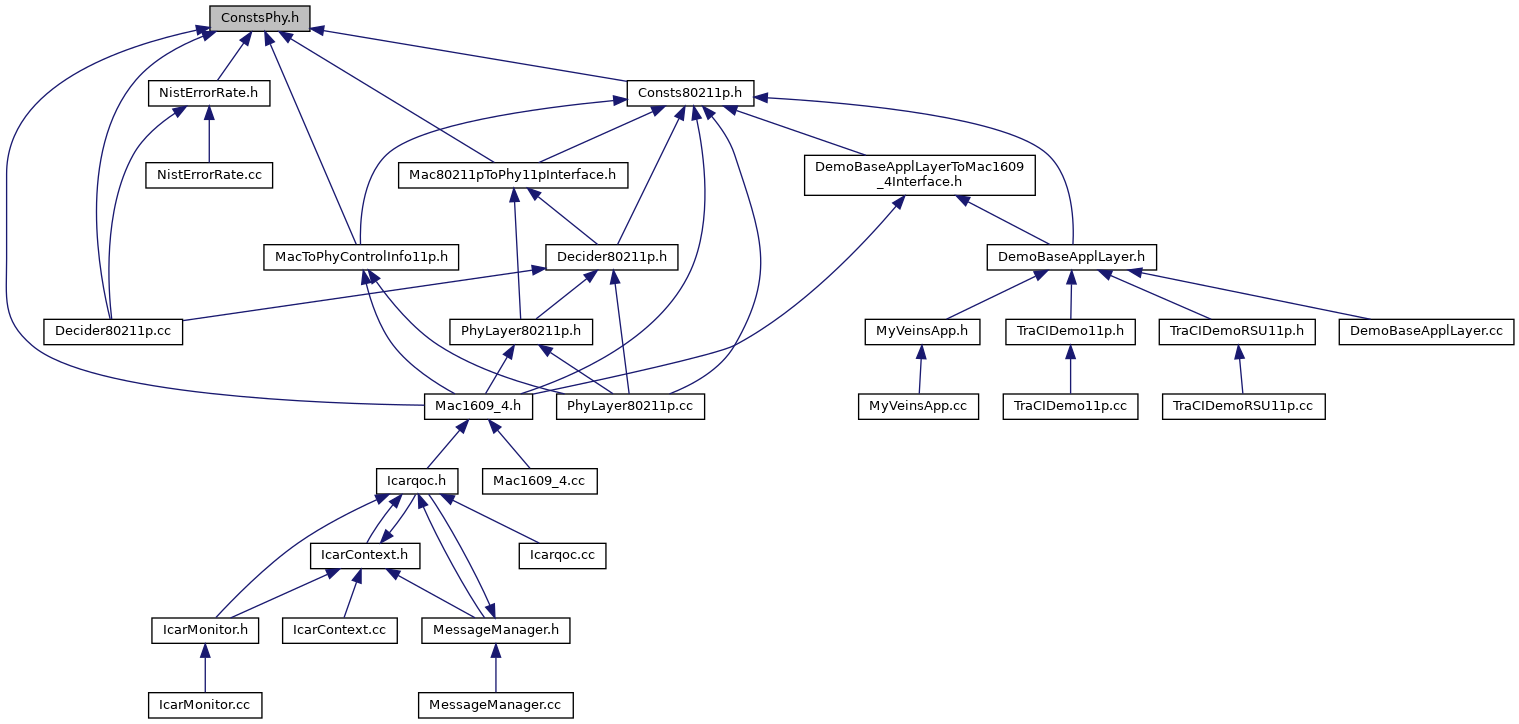 ConstsPhy.h
NistErrorRate.h
Consts80211p.h
NistErrorRate.cc
Mac80211pToPhy11pInterface.h
DemoBaseApplLayerToMac1609
_4Interface.h
MacToPhyControlInfo11p.h
Decider80211p.h
DemoBaseApplLayer.h
Decider80211p.cc
PhyLayer80211p.h
MyVeinsApp.h
TraCIDemo11p.h
TraCIDemoRSU11p.h
DemoBaseApplLayer.cc
Mac1609_4.h
PhyLayer80211p.cc
MyVeinsApp.cc
TraCIDemo11p.cc
TraCIDemoRSU11p.cc
Icarqoc.h
Mac1609_4.cc
IcarContext.h
Icarqoc.cc
IcarMonitor.h
IcarContext.cc
MessageManager.h
IcarMonitor.cc
MessageManager.cc